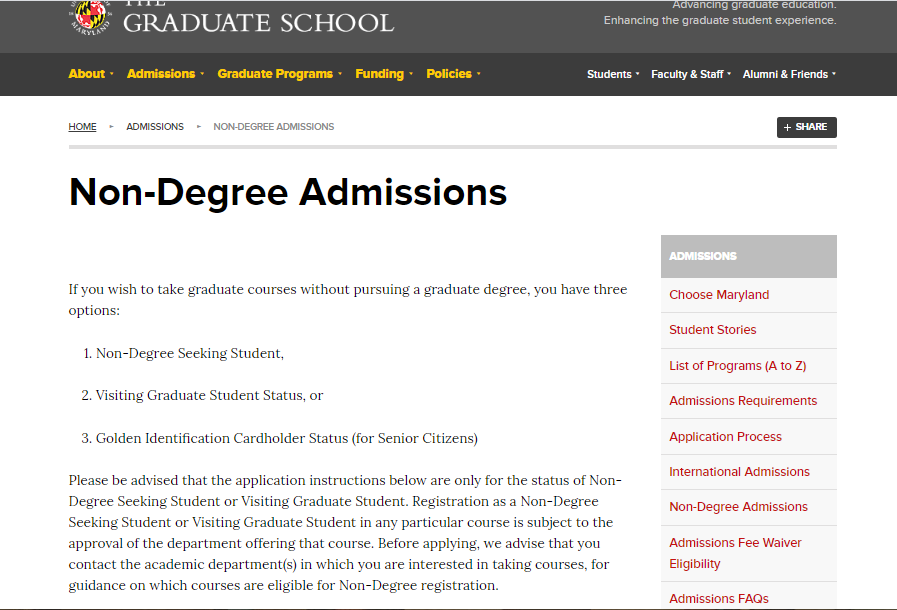 THE
Advancing graduate education.
MARYLAND
GRADUATE SCHOOL
Enhancing the graduate student experience.
About Admissions Graduate Programs Funding Policies Students Faculty & Staff Alumni & Friends
HOME ADMISSIONS NON-DEGREE ADMISSIONS + SHARE
Non-Degree Admissions
If you wish to take graduate courses without pursuing a graduate degree, you have three
options:
1. Non-Degree Seeking Student,
2. Visiting Graduate Student Status, or
3. Golden Identification Cardholder Status (for Senior Citizens)
Please be advised that the application instructions below are only for the status of Non-
Degree Seeking Student or Visiting Graduate Student. Registration as a Non-Degree
Seeking Student or Visiting Graduate Student in any particular course is subject to the
approval of the department offering that course. Before applying, we advise that you
contact the academic department(s) in which you are interested in taking courses, for
guidance on which courses are eligible for Non-Degree registration.
ADMISSIONS
Choose Maryland
Student Stories
List of Programs (A to Z)
Admissions Requirements
Application Process
International Admissions
Non-Degree Admissions
Admissions Fee Waiver
Eligibility
Admissions FAQs